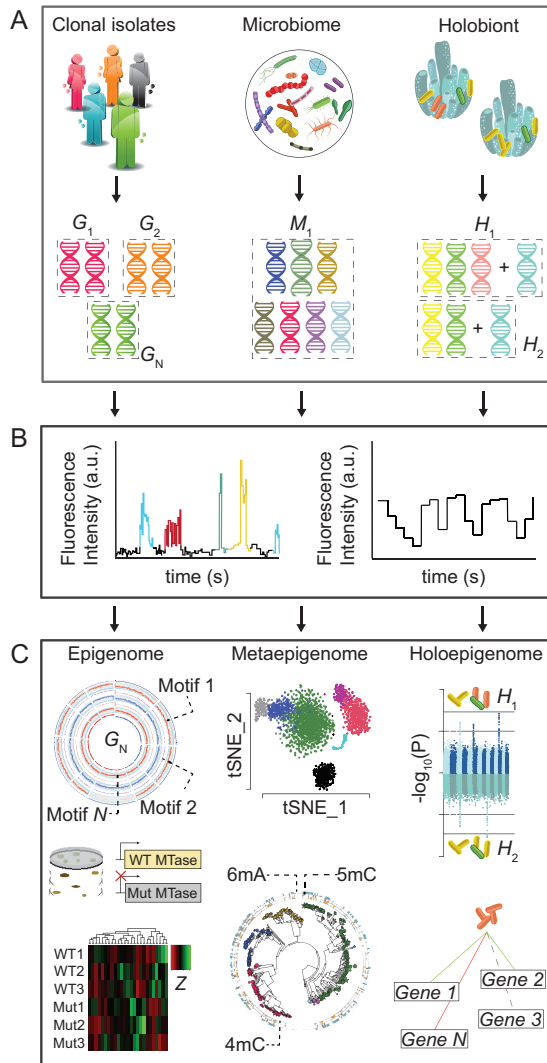 A
Clonal isolates
Microbiome
Holobiont
G1
G2
M1
H1
+
GN
+
H2
B
Fluorescence
Intensity (a.u.)
time (s)
Fluorescence
Intensity (a.u.)
time (s)
C
Epigenome
Metaepigenome
Holoepigenome
Motif 1
GN
Motif N
Motif 2
tSNE_2
tSNE_1
H1
-log10(P)
H2
WT MTase
Mut MTase
6mA
5mC
4mC
WT1
WT2
WT3
Mut1
Mut2
Mut3
Z
Gene 1
Gene 2
Gene 3
Gene N